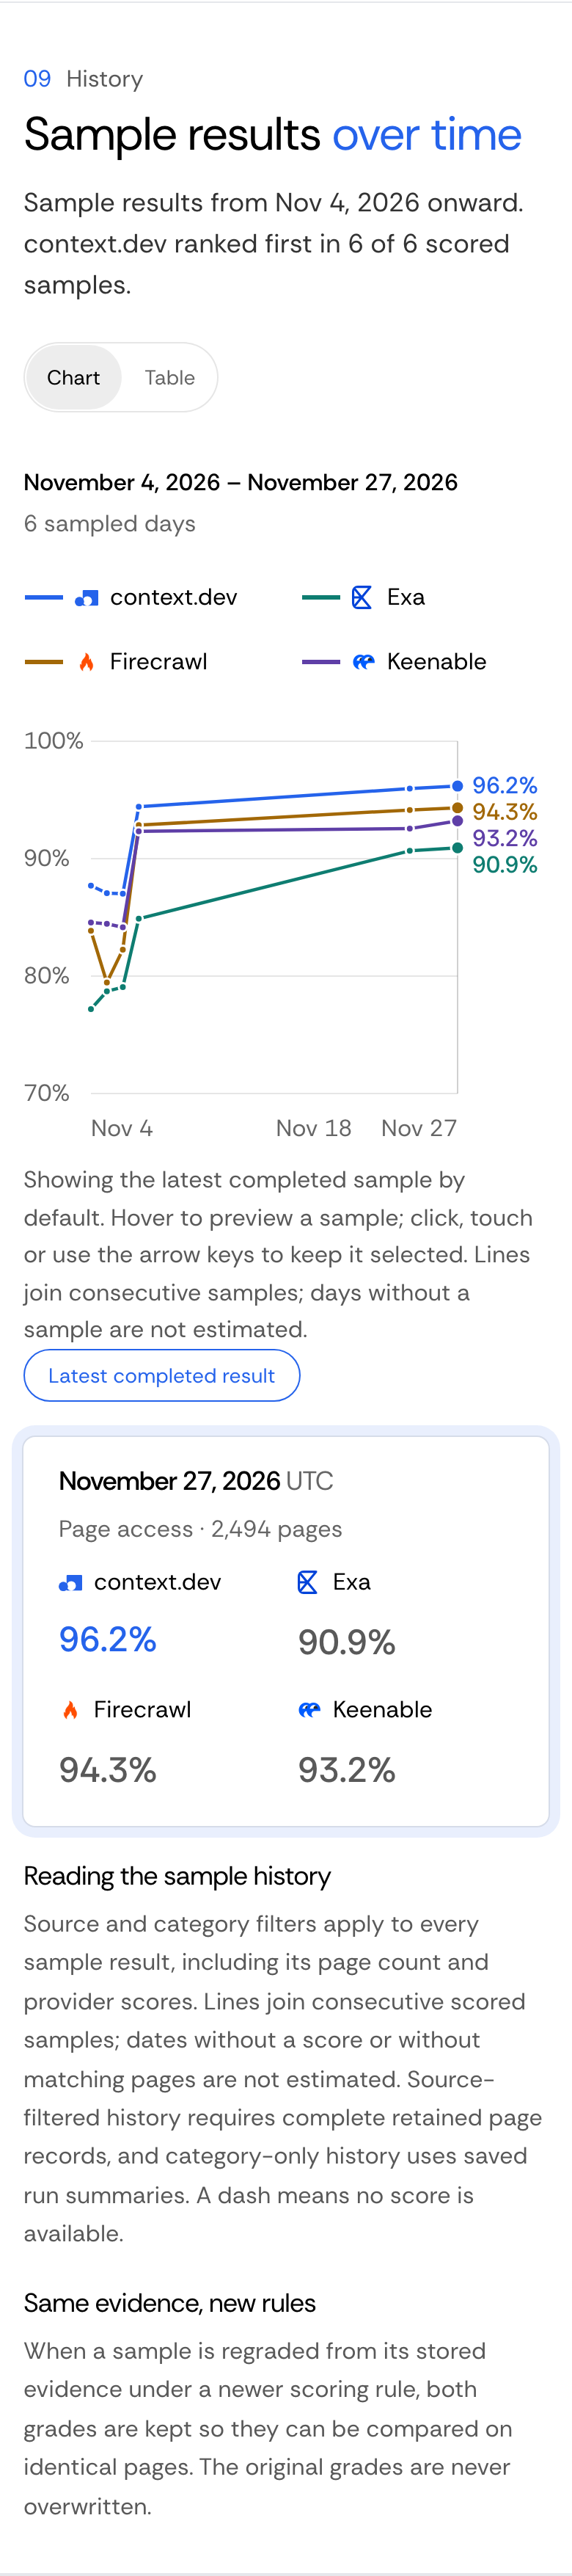 09 History
Sample results over time
Sample results from Nov 4, 2026 onward.
context.dev ranked first in 6 of 6 scored
samples.
Chart Table
November 4, 2026 – November 27, 2026
6 sampled days
context.dev Exa
Firecrawl Keenable
100%
96.2%
94.3%
93.2%
90%
90.9%
80%
70%
Nov 4 Nov 18 Nov 27
Showing the latest completed sample by
default. Hover to preview a sample; click, touch
or use the arrow keys to keep it selected. Lines
join consecutive samples; days without a
sample are not estimated.
Latest completed result
November 27, 2026 UTC
Page access · 2,494 pages
context.dev Exa
96.2% 90.9%
Firecrawl Keenable
94.3% 93.2%
Reading the sample history
Source and category filters apply to every
sample result, including its page count and
provider scores. Lines join consecutive scored
samples; dates without a score or without
matching pages are not estimated. Source-
filtered history requires complete retained page
records, and category-only history uses saved
run summaries. A dash means no score is
available.
Same evidence, new rules
When a sample is regraded from its stored
evidence under a newer scoring rule, both
grades are kept so they can be compared on
identical pages. The original grades are never
overwritten.